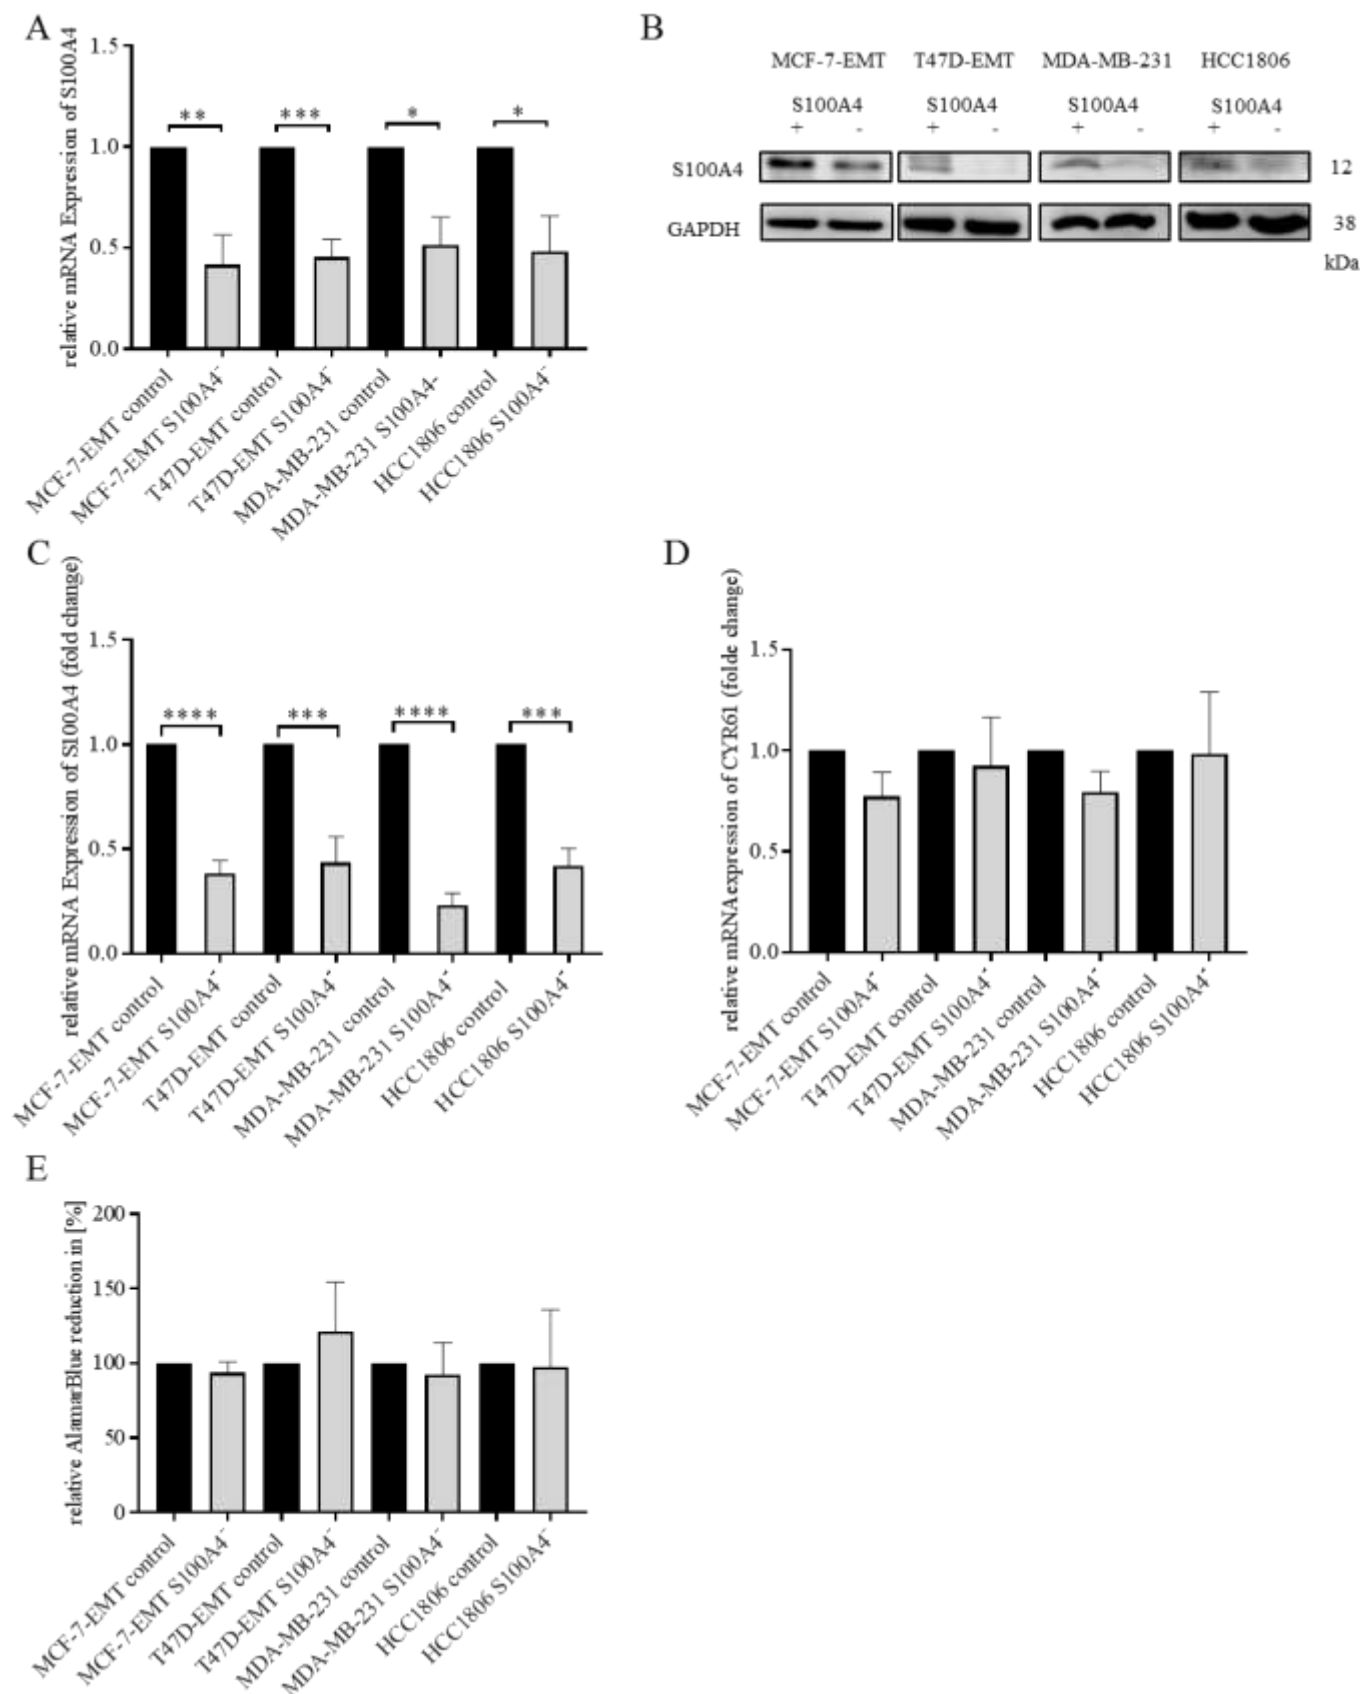 A
relative mRNA Expression of S100A4
1.5
1.0
0.5
0.0
**
***
*
*
MCF-7-EMT control
MCF-7-EMT S100A4⁻
T47D-EMT control
T47D-EMT S100A4⁻
MDA-MB-231 control
MDA-MB-231 S100A4-
HCC1806 control
HCC1806 S100A4⁻
B
MCF-7-EMT T47D-EMT MDA-MB-231 HCC1806
S100A4 S100A4 S100A4 S100A4
+ - + - + - + -
S100A4 12
GAPDH 38
kDa
C
relative mRNA Expression of S100A4 (fold change)
1.5
1.0
0.5
0.0
****
***
****
***
MCF-7-EMT control
MCF-7-EMT S100A4⁻
T47D-EMT control
T47D-EMT S100A4⁻
MDA-MB-231 control
MDA-MB-231 S100A4⁻
HCC1806 control
HCC1806 S100A4⁻
D
relative mRNA expression of CYR61 (folde change)
1.5
1.0
0.5
0.0
MCF-7-EMT control
MCF-7-EMT S100A4⁻
T47D-EMT control
T47D-EMT S100A4⁻
MDA-MB-231 control
MDA-MB-231 S100A4⁻
HCC1806 control
HCC1806 S100A4⁻
E
relative AlamarBlue reduction in [%]
200
150
100
50
0
MCF-7-EMT control
MCF-7-EMT S100A4⁻
T47D-EMT control
T47D-EMT S100A4⁻
MDA-MB-231 control
MDA-MB-231 S100A4⁻
HCC1806 control
HCC1806 S100A4⁻